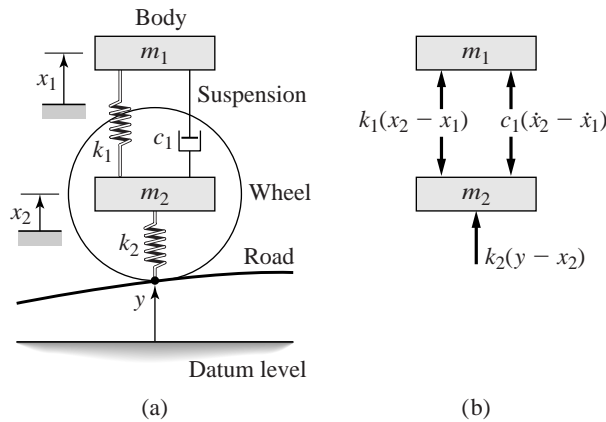 Body
m₁
x₁
Suspension
k₁
c₁
m₂
Wheel
x₂
k₂
Road
y
Datum level
(a)
m₁
k₁(x₂ − x₁)
c₁(ẋ₂ − ẋ₁)
m₂
k₂(y − x₂)
(b)